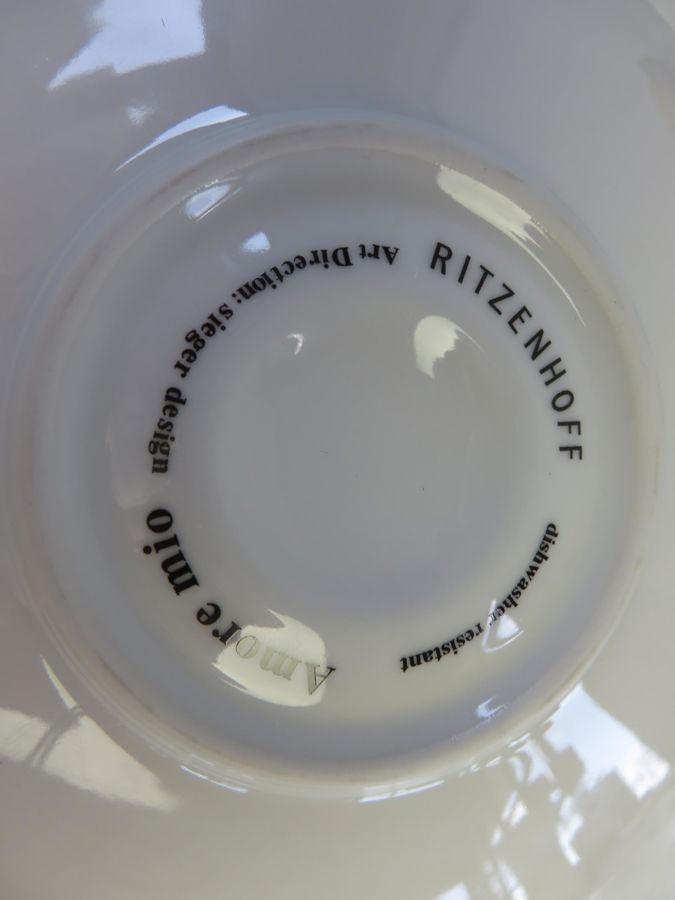 RITZENHOFF
dishwasher resistant
Amore mio
Art Direction: sieger design